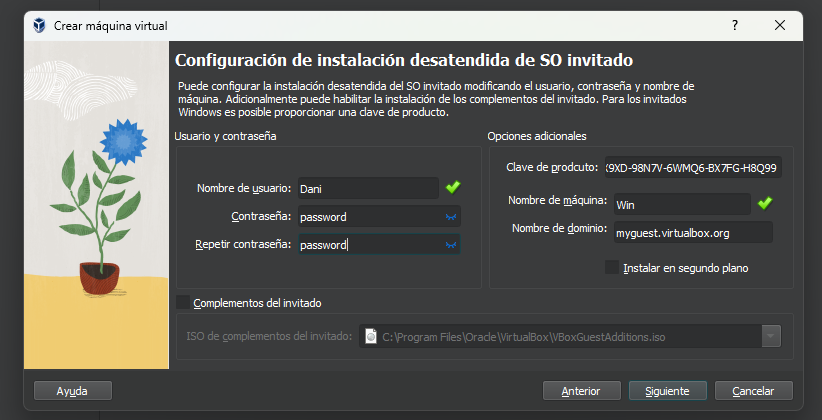 Crear máquina virtual
?
Configuración de instalación desatendida de SO invitado
Puede configurar la instalación desatendida del SO invitado modificando el usuario, contraseña y nombre de
máquina. Adicionalmente puede habilitar la instalación de los complementos del invitado. Para los invitados
Windows es posible proporcionar una clave de producto.
Usuario y contraseña
Nombre de usuario: Dani
Contraseña: password
Repetir contraseña: password
Opciones adicionales
Clave de prodcuto: K9XD-98N7V-6WMQ6-BX7FG-H8Q99
Nombre de máquina: Win
Nombre de dominio: myguest.virtualbox.org
Instalar en segundo plano
Complementos del invitado
ISO de complementos del invitado: C:\Program Files\Oracle\VirtualBox\VBoxGuestAdditions.iso
Ayuda
Anterior
Siguiente
Cancelar